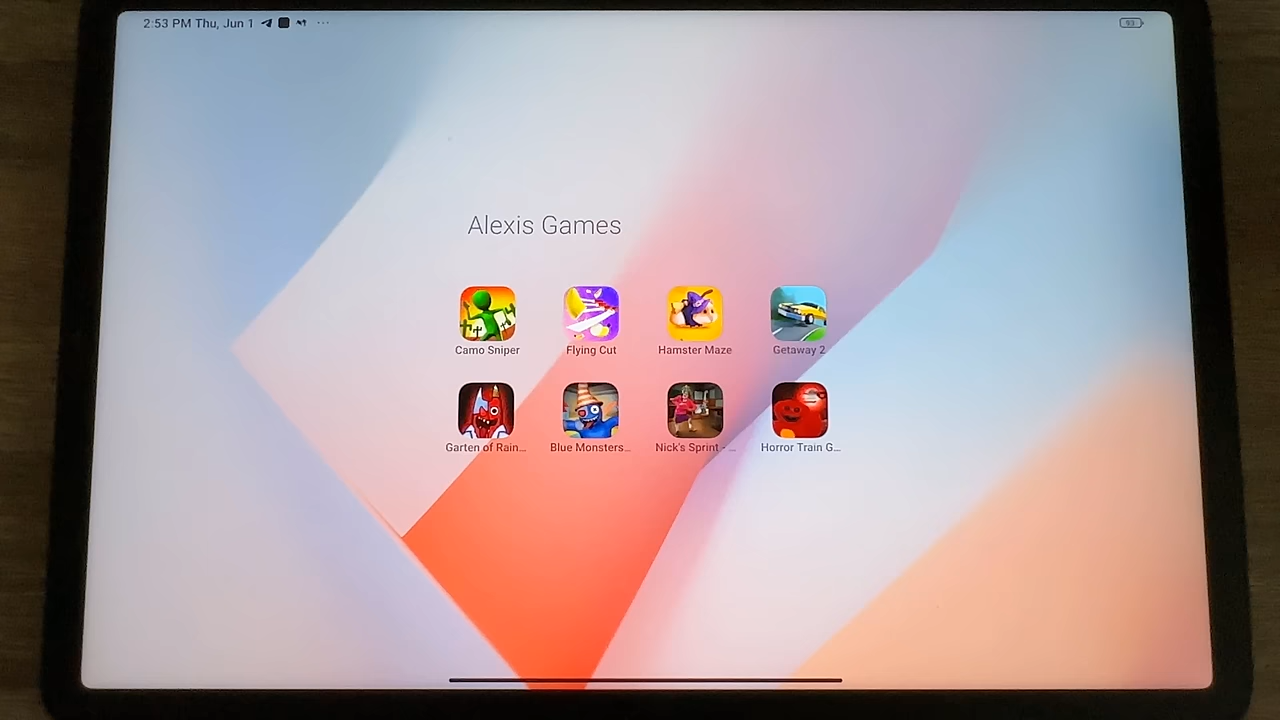 2:53 PM Thu, Jun 1 ···
93
Alexis Games
Camo Sniper
Flying Cut
Hamster Maze
Getaway 2
Garten of Rain...
Blue Monsters...
Nick's Sprint - ...
Horror Train G...